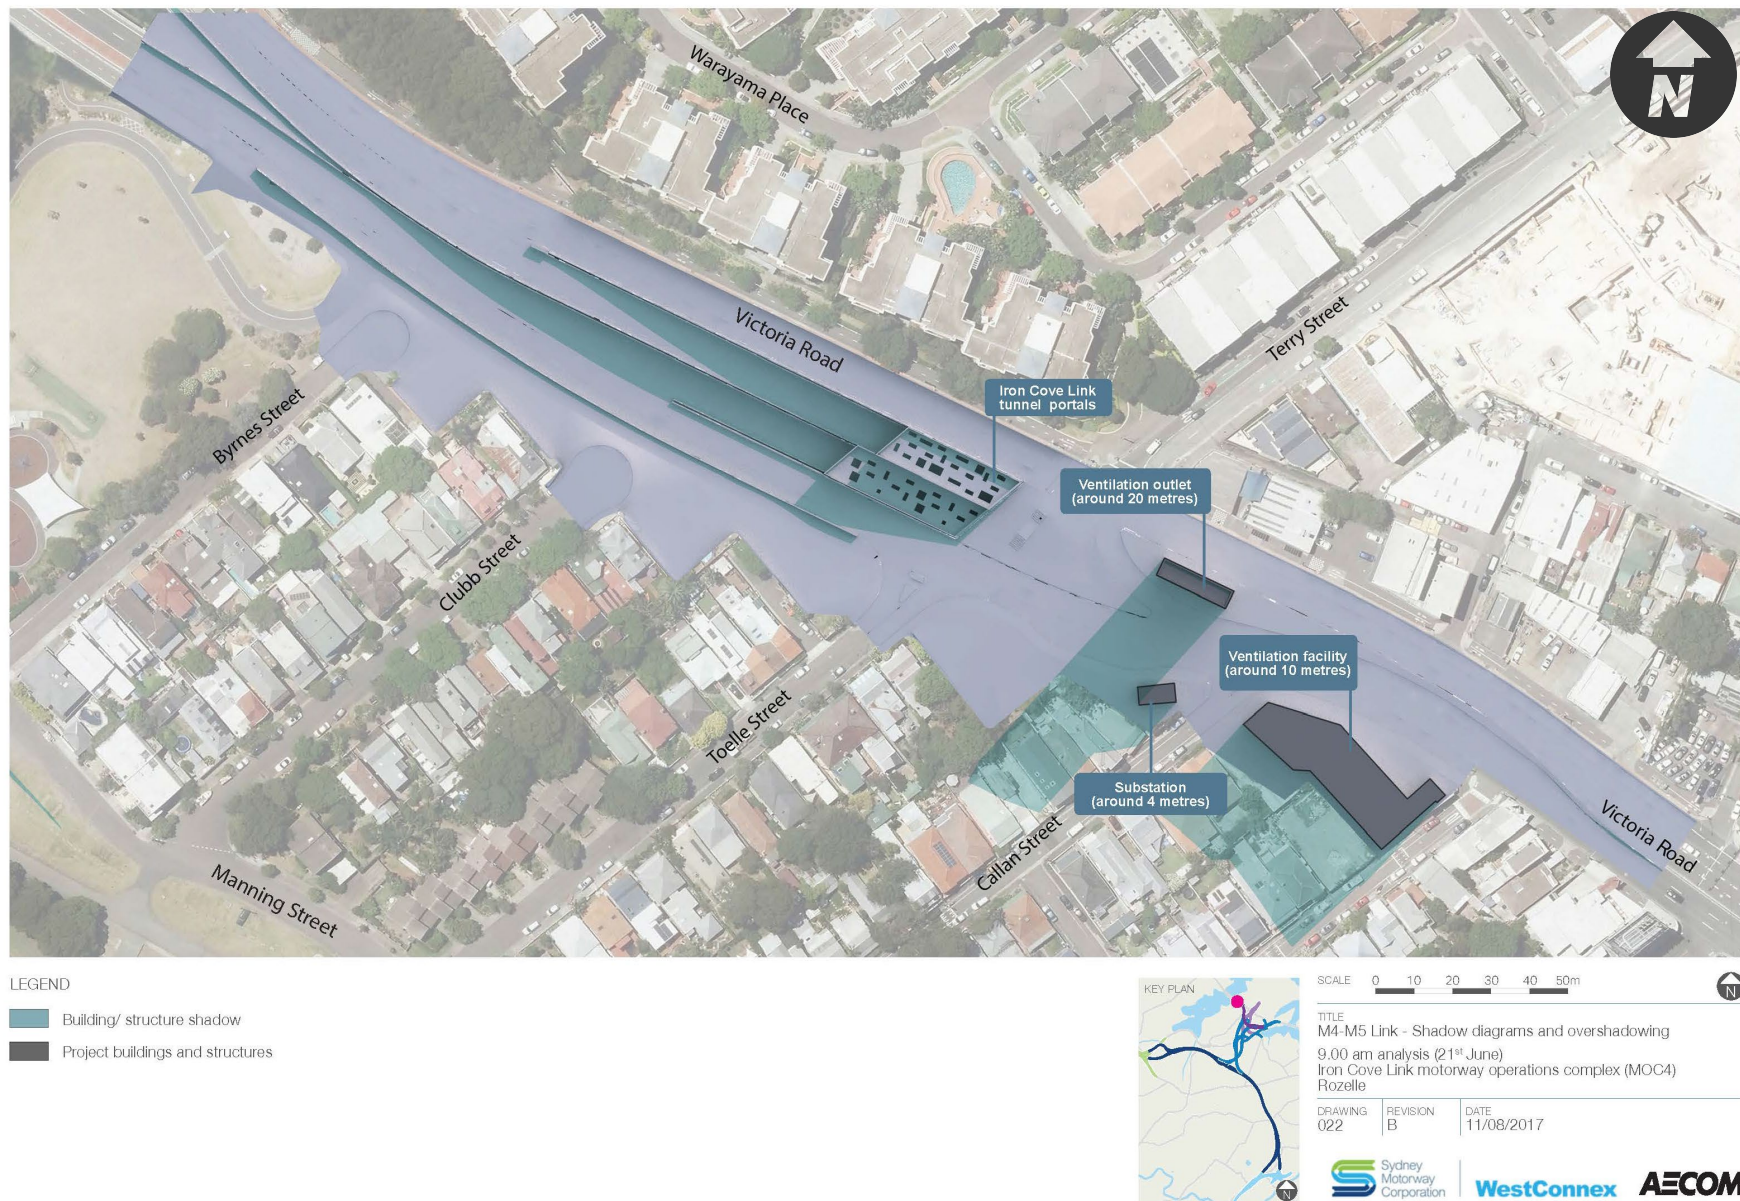 N
Warayama Place
Victoria Road
Terry Street
Iron Cove Link
tunnel portals
Byrnes Street
Ventilation outlet
(around 20 metres)
Clubb Street
Ventilation facility
(around 10 metres)
Toelle Street
Substation
(around 4 metres)
Victoria Road
Callan Street
Manning Street
LEGEND
Building/ structure shadow
Project buildings and structures
KEY PLAN
N
SCALE 0 10 20 30 40 50m
N
TITLE
M4-M5 Link - Shadow diagrams and overshadowing
9.00 am analysis (21st June)
Iron Cove Link motorway operations complex (MOC4)
Rozelle
DRAWING REVISION DATE
022 B 11/08/2017
Sydney
Motorway
Corporation
WestConnex
AECOM